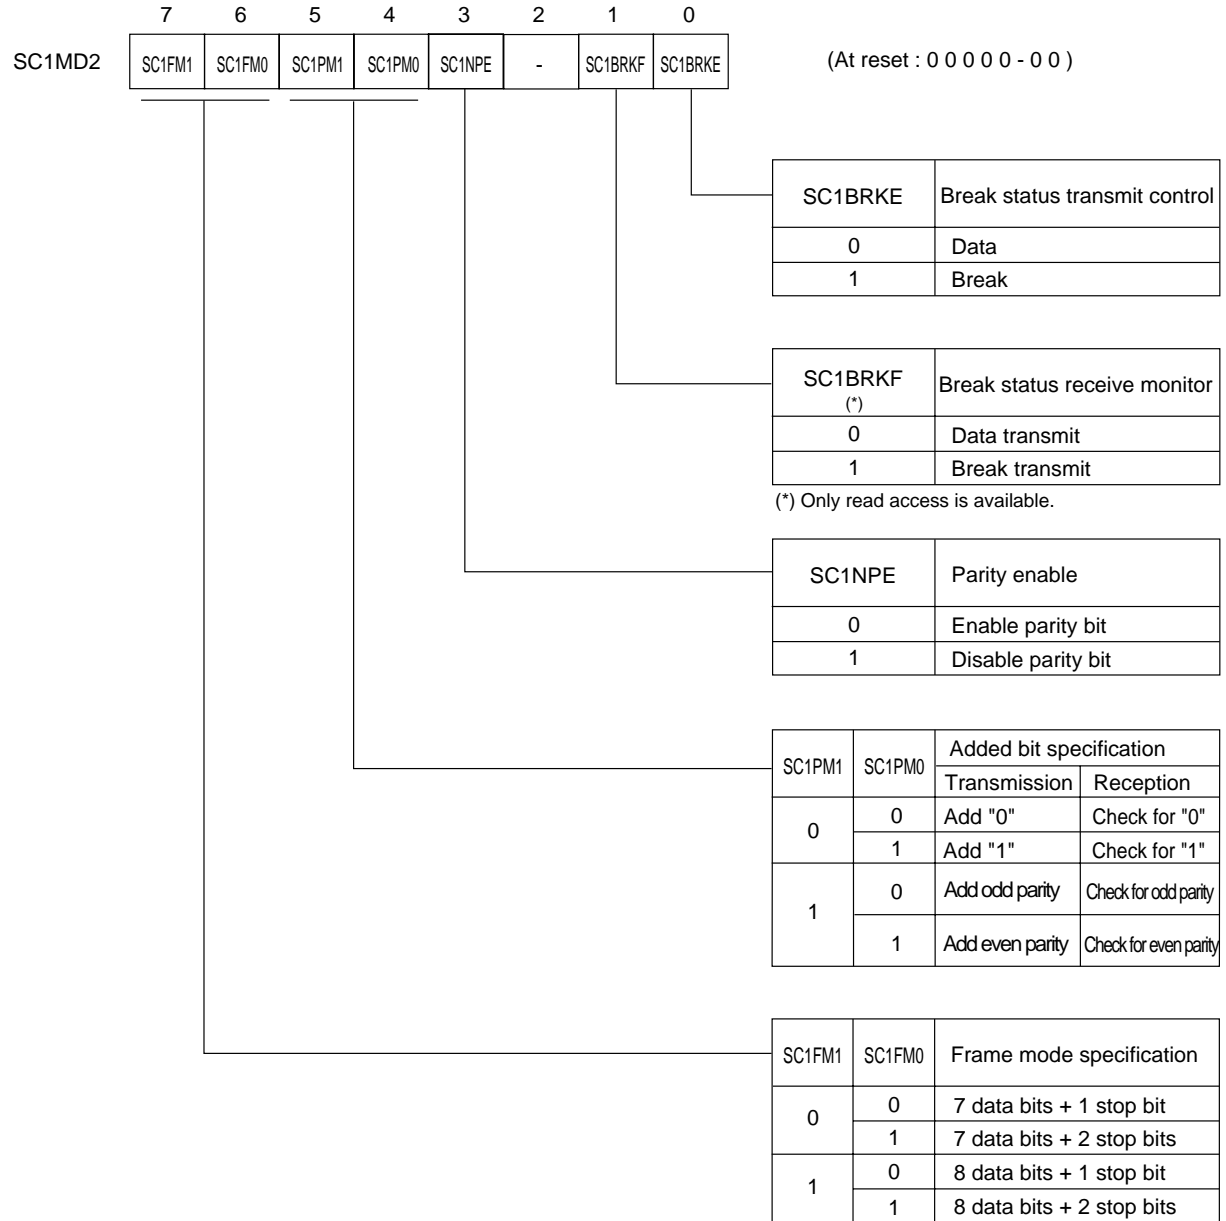 7 6 5 4 3 2 1 0
SC1MD2 SC1FM1 SC1FM0 SC1PM1 SC1PM0 SC1NPE - SC1BRKF SC1BRKE (At reset : 0 0 0 0 0 - 0 0 )
SC1BRKE Break status transmit control
0 Data
1 Break
SC1BRKF (*) Break status receive monitor
0 Data transmit
1 Break transmit
(*) Only read access is available.
SC1NPE Parity enable
0 Enable parity bit
1 Disable parity bit
SC1PM1 SC1PM0 Added bit specification
Transmission Reception
0 0 Add "0" Check for "0"
1 Add "1" Check for "1"
1 0 Add odd parity Check for odd parity
1 Add even parity Check for even parity
SC1FM1 SC1FM0 Frame mode specification
0 0 7 data bits + 1 stop bit
1 7 data bits + 2 stop bits
1 0 8 data bits + 1 stop bit
1 8 data bits + 2 stop bits